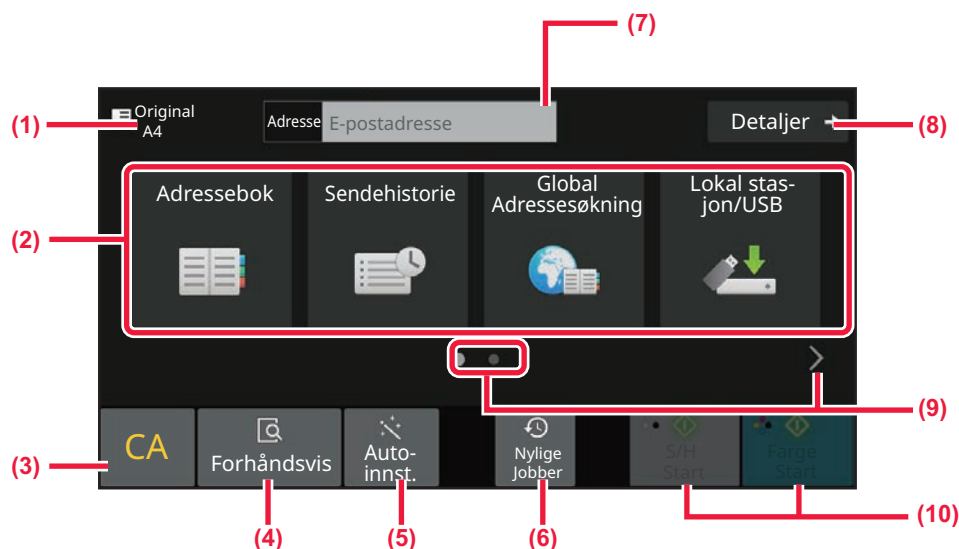 (7)
(1)
Original
A4
Adresse
E-postadresse
Detaljer
(8)
(2)
Adressebok
Sendehistorie
Global
Adressesøkning
Lokal stas-
jon/USB
(9)
(3)
CA
Forhåndsvis
Auto-
innst.
Nylige
Jobber
S/H
Start
Farge
Start
(4)
(5)
(6)
(10)